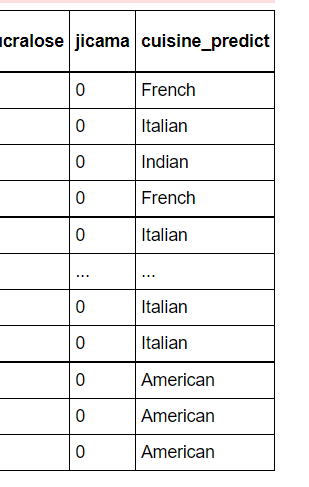 ucralose jicama cuisine_predict
0 French
0 Italian
0 Indian
0 French
0 Italian
... ...
0 Italian
0 Italian
0 American
0 American
0 American